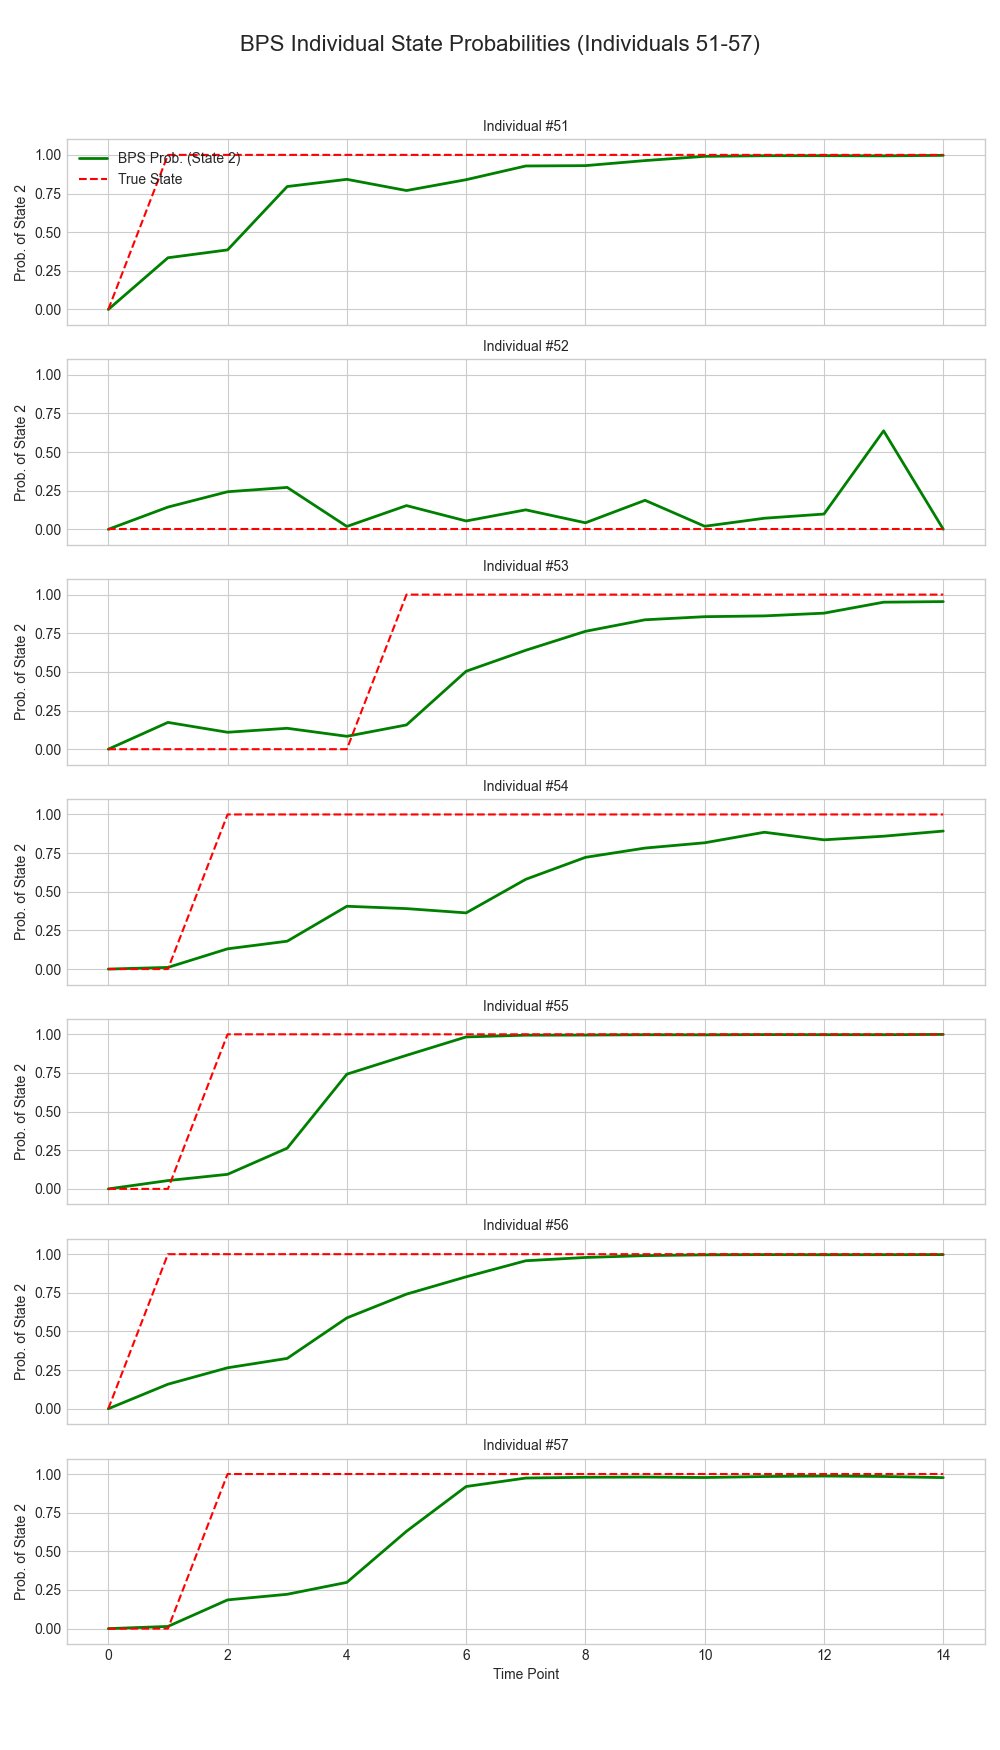 BPS Individual State Probabilities (Individuals 51-57)
Individual #51
BPS Prob. (State 2)
True State
Prob. of State 2
1.00
0.75
0.50
0.25
0.00
Individual #52
Prob. of State 2
1.00
0.75
0.50
0.25
0.00
Individual #53
Prob. of State 2
1.00
0.75
0.50
0.25
0.00
Individual #54
Prob. of State 2
1.00
0.75
0.50
0.25
0.00
Individual #55
Prob. of State 2
1.00
0.75
0.50
0.25
0.00
Individual #56
Prob. of State 2
1.00
0.75
0.50
0.25
0.00
Individual #57
Prob. of State 2
1.00
0.75
0.50
0.25
0.00
0 2 4 6 8 10 12 14
Time Point